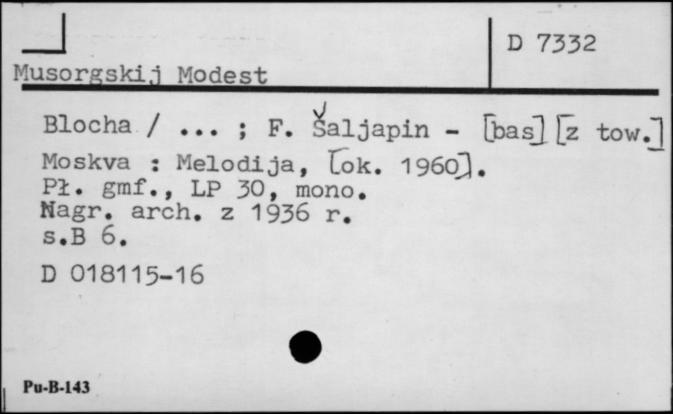 D 7332
Musorgskij Modest
Blocha / ... ; F. Šaljapin - [bas] [z tow.]
Moskva : Melodija, [ok. 1960].
Pł. gmf., LP 30, mono.
Nagr. arch. z 1936 r.
s.B 6.
D 018115-16
Pu-B-143